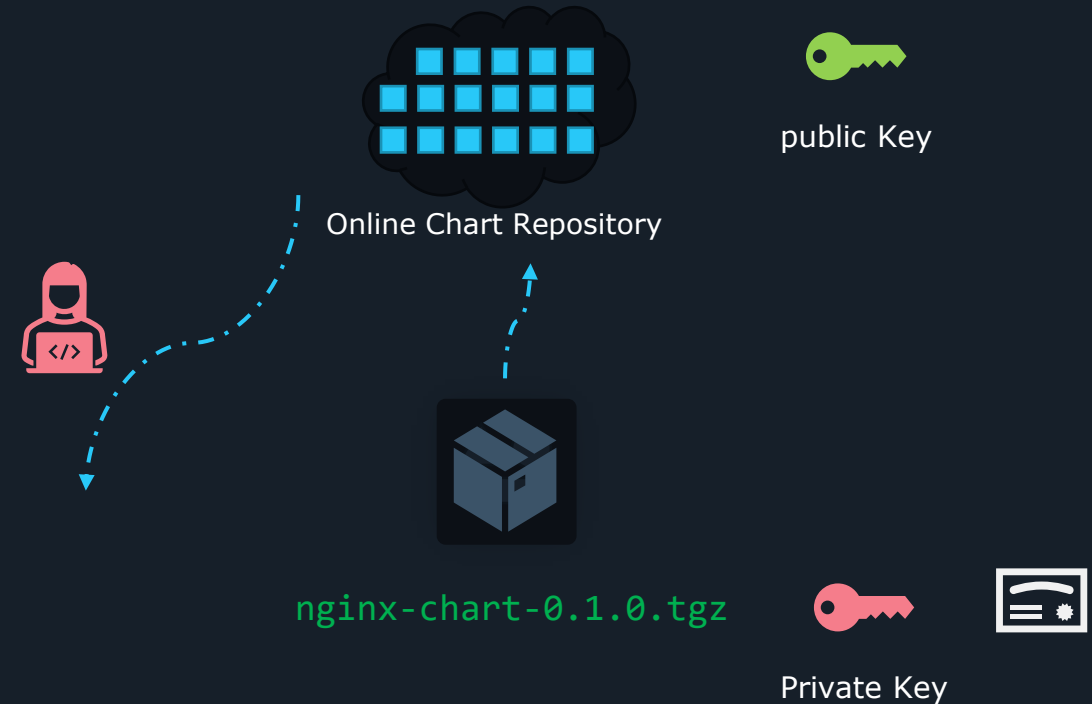 public Key
Online Chart Repository
</>
nginx-chart-0.1.0.tgz
Private Key